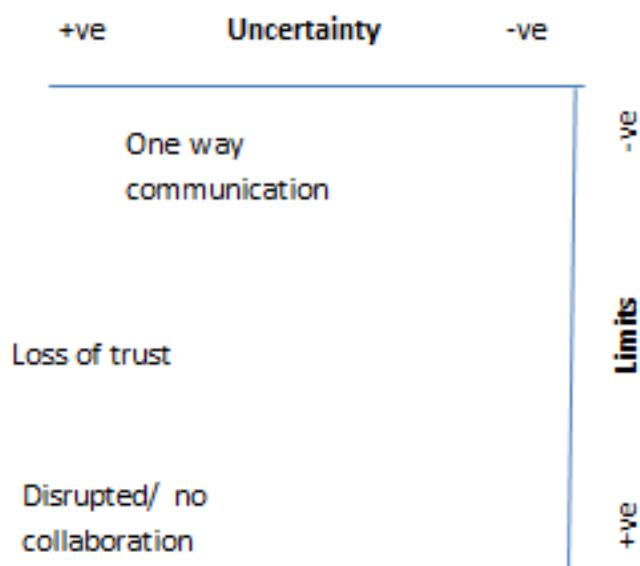 +ve Uncertainty -ve
-ve
One way
communication
Limits
Loss of trust
Disrupted/ no
collaboration
+ve